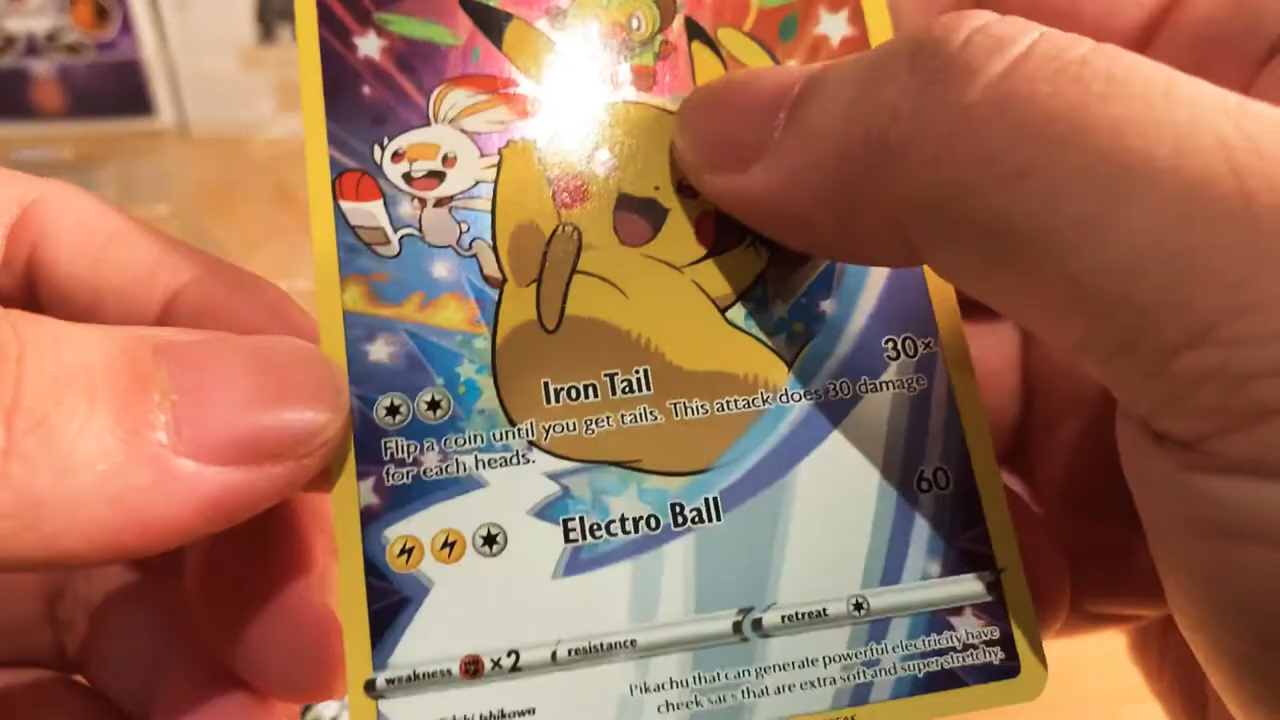 30×
Iron Tail
Flip a coin until you get tails. This attack does 30 damage
for each heads.
60
Electro Ball
weakness ×2 resistance retreat
Pikachu that can generate powerful electricity have
cheek sacs that are extra soft and super stretchy.
Ishikawa